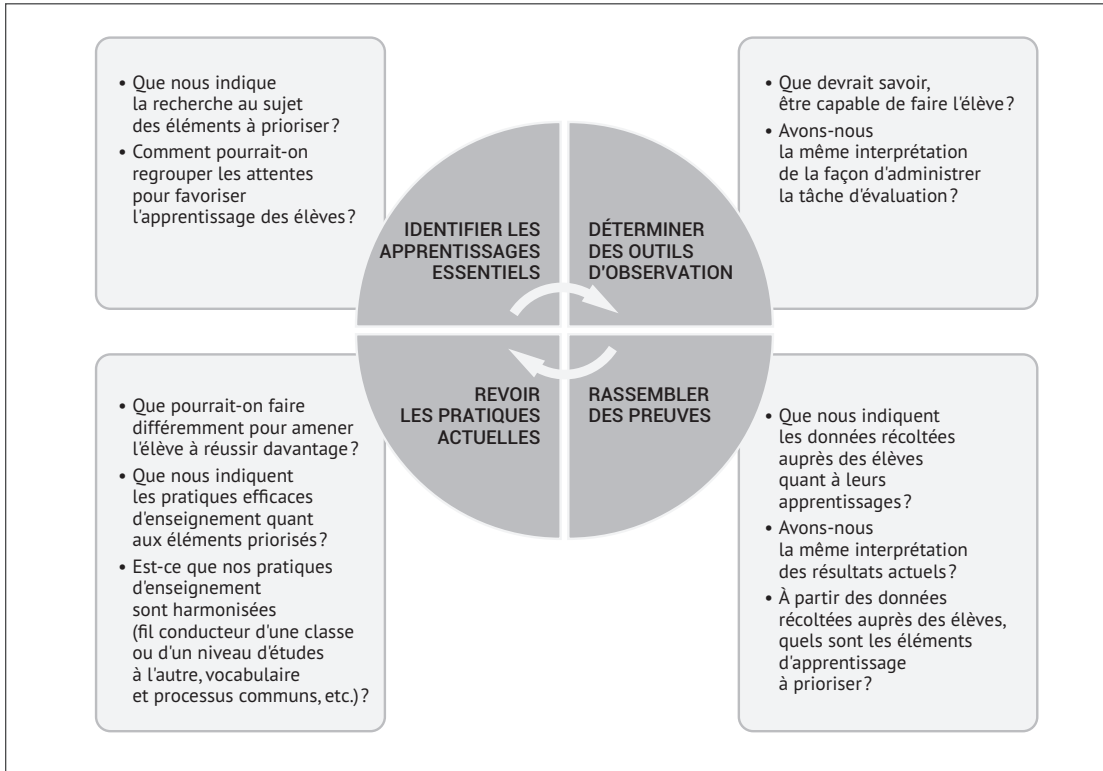 • Que nous indique
la recherche au sujet
des éléments à prioriser ?
• Comment pourrait-on
regrouper les attentes
pour favoriser
l'apprentissage des élèves ?
• Que devrait savoir,
être capable de faire l'élève ?
• Avons-nous
la même interprétation
de la façon d'administrer
la tâche d'évaluation ?
IDENTIFIER LES
APPRENTISSAGES
ESSENTIELS
DÉTERMINER
DES OUTILS
D'OBSERVATION
REVOIR
LES PRATIQUES
ACTUELLES
RASSEMBLER
DES PREUVES
• Que pourrait-on faire
différemment pour amener
l'élève à réussir davantage ?
• Que nous indiquent
les pratiques efficaces
d'enseignement quant
aux éléments priorisés ?
• Est-ce que nos pratiques
d'enseignement
sont harmonisées
(fil conducteur d'une classe
ou d'un niveau d'études
à l'autre, vocabulaire
et processus communs, etc.) ?
• Que nous indiquent
les données récoltées
auprès des élèves
quant à leurs
apprentissages ?
• Avons-nous
la même interprétation
des résultats actuels ?
• À partir des données
récoltées auprès des élèves,
quels sont les éléments
d'apprentissage
à prioriser ?